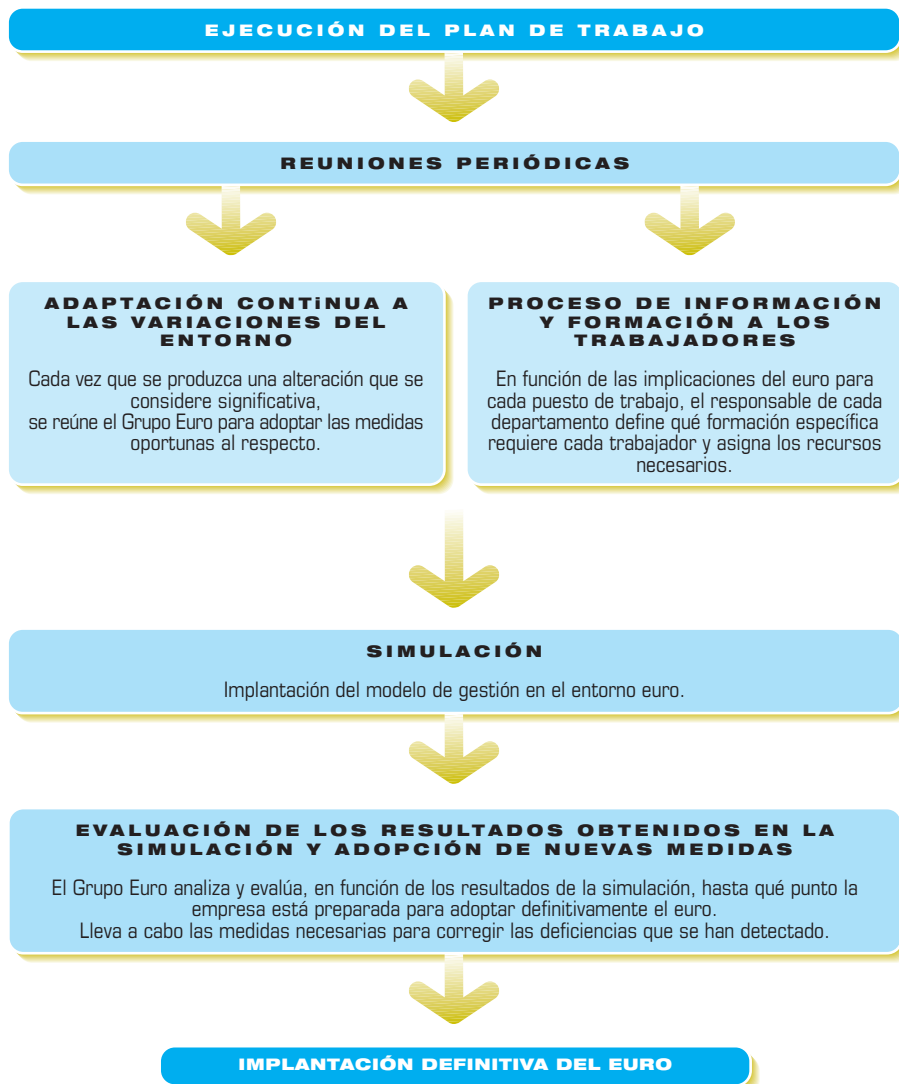 EJECUCIÓN DEL PLAN DE TRABAJO
REUNIONES PERIÓDICAS
ADAPTACIÓN CONTiNUA A
LAS VARIACIONES DEL
ENTORNO
Cada vez que se produzca una alteración que se
considere significativa,
se reúne el Grupo Euro para adoptar las medidas
oportunas al respecto.
PROCESO DE INFORMACIÓN
Y FORMACIÓN A LOS
TRABAJADORES
En función de las implicaciones del euro para
cada puesto de trabajo, el responsable de cada
departamento define qué formación específica
requiere cada trabajador y asigna los recursos
necesarios.
SIMULACIÓN
Implantación del modelo de gestión en el entorno euro.
EVALUACIÓN DE LOS RESULTADOS OBTENIDOS EN LA
SIMULACIÓN Y ADOPCIÓN DE NUEVAS MEDIDAS
El Grupo Euro analiza y evalúa, en función de los resultados de la simulación, hasta qué punto la
empresa está preparada para adoptar definitivamente el euro.
Lleva a cabo las medidas necesarias para corregir las deficiencias que se han detectado.
IMPLANTACIÓN DEFINITIVA DEL EURO